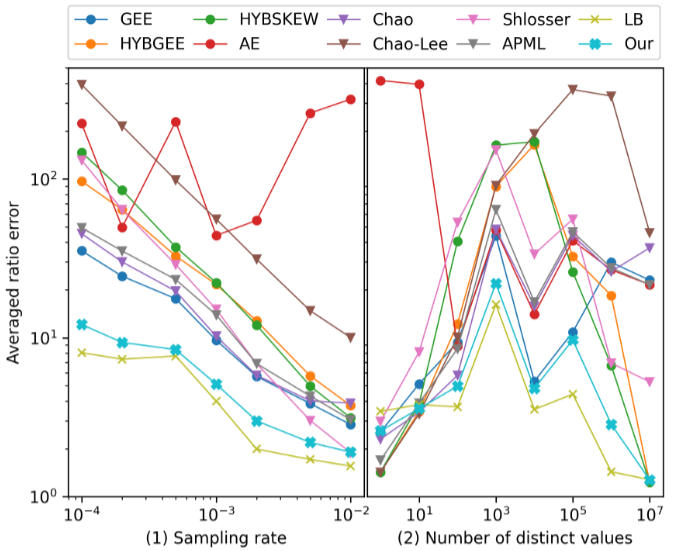 GEE HYBSKEW Chao Shlosser LB
HYBGEE AE Chao-Lee APML Our
Averaged ratio error
10² 
10¹
10⁰
10⁻⁴ 10⁻³ 10⁻² 10¹ 10³ 10⁵ 10⁷
(1) Sampling rate (2) Number of distinct values